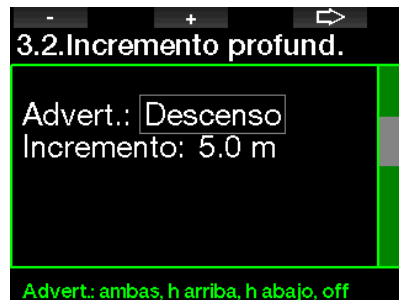 - +
3.2.Incremento profund.
Advert.: Descenso
Incremento: 5.0 m
Advert.: ambas, h arriba, h abajo, off